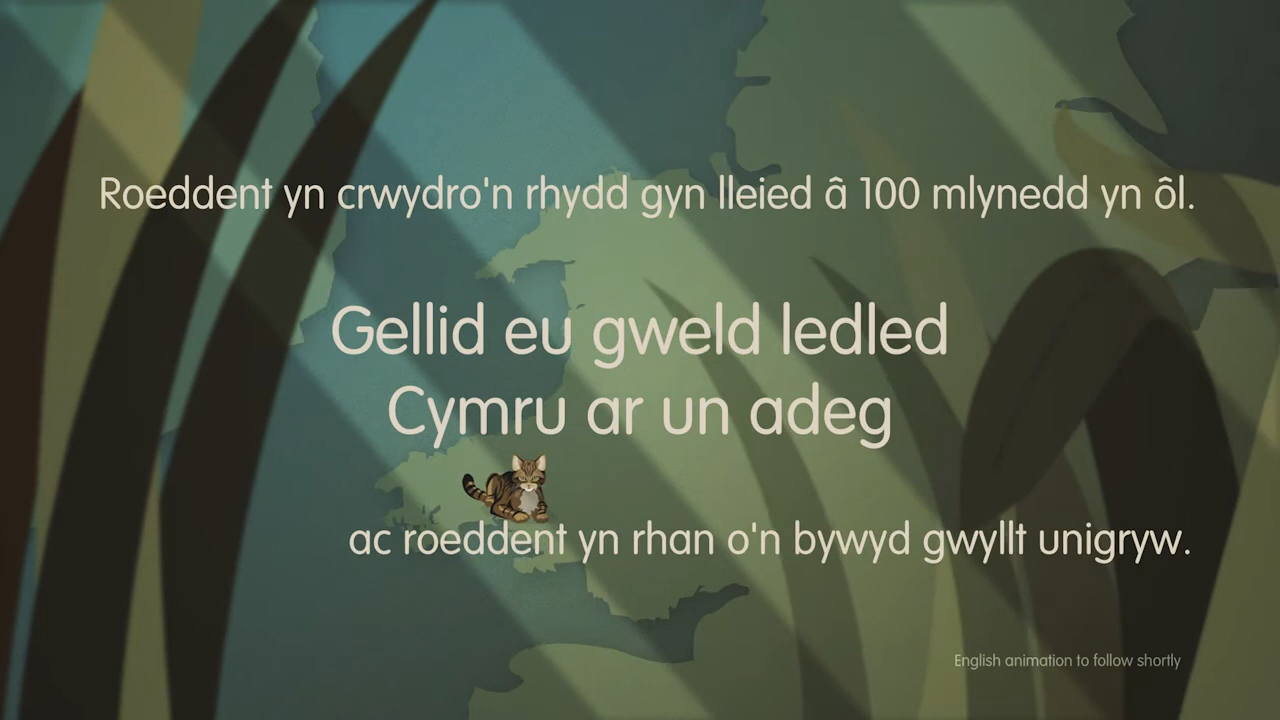 Roeddent yn crwydro'n rhydd gyn lleied â 100 mlynedd yn ôl.
Gellid eu gweld ledled
Cymru ar un adeg
ac roeddent yn rhan o'n bywyd gwyllt unigryw.
English animation to follow shortly